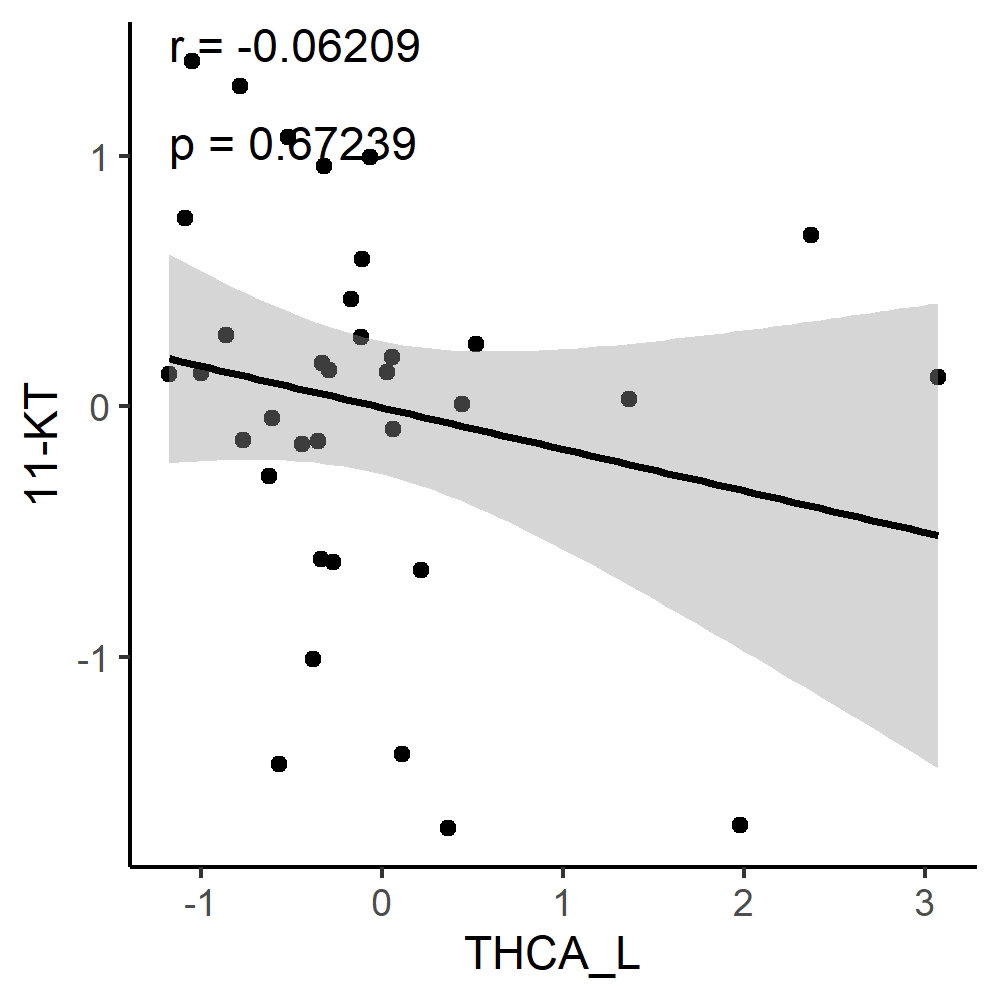 r = -0.06209
p = 0.67239
1
0
-1
11-KT
-1 0 1 2 3
THCA_L